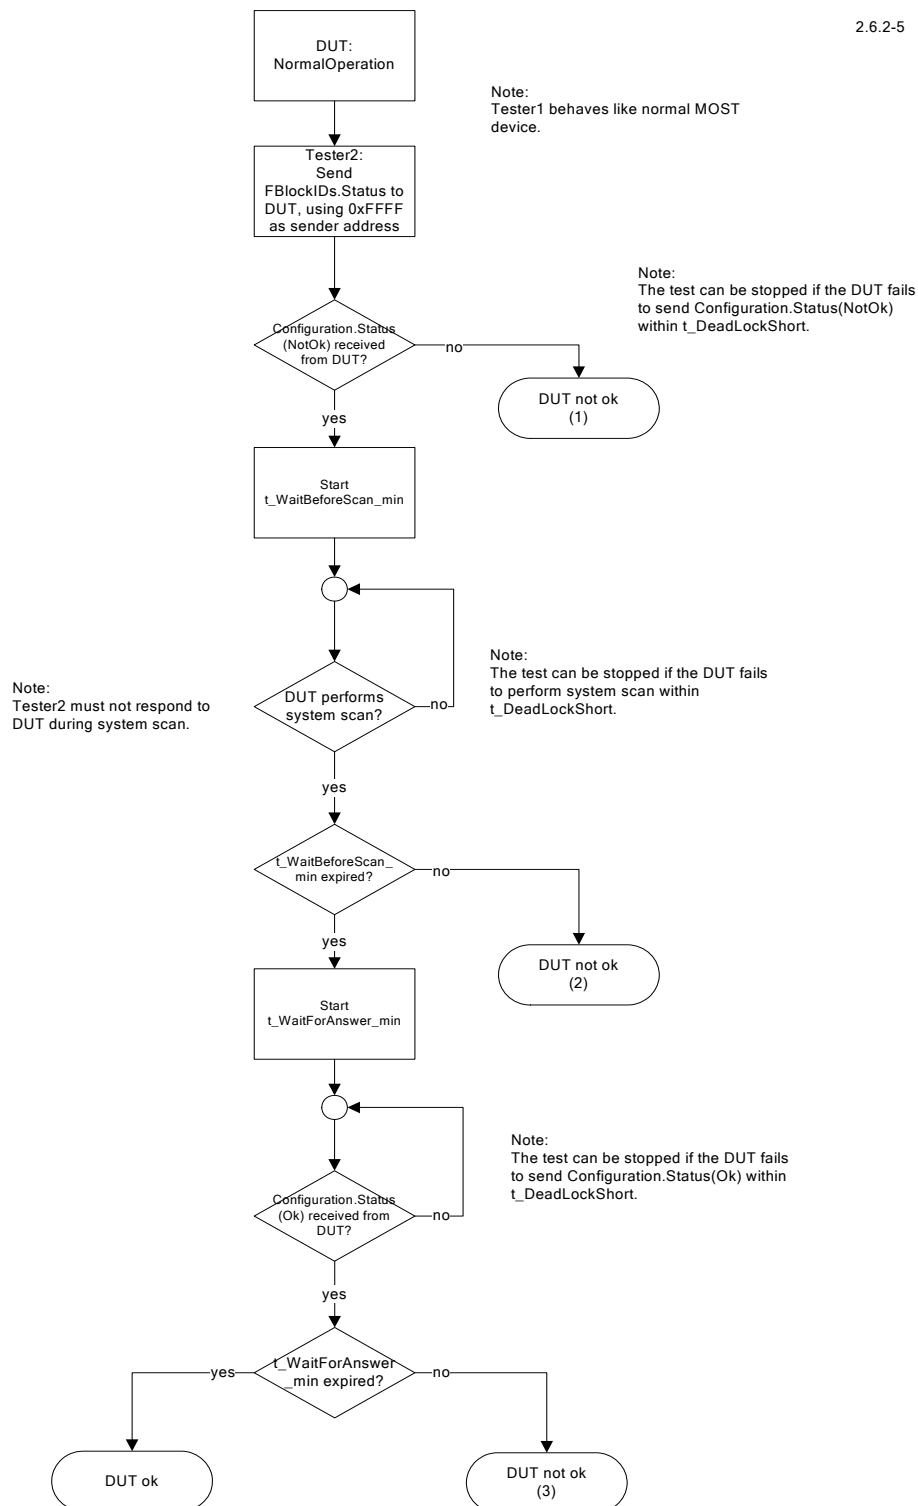 2.6.2-5
DUT:
NormalOperation
Note:
Tester1 behaves like normal MOST
device.
Tester2:
Send
FBlockIDs.Status to
DUT, using 0xFFFF
as sender address
Note:
The test can be stopped if the DUT fails
to send Configuration.Status(NotOk)
within t_DeadLockShort.
Configuration.Status
(NotOk) received
from DUT?
no
DUT not ok
(1)
yes
Start
t_WaitBeforeScan_min
Note:
The test can be stopped if the DUT fails
to perform system scan within
t_DeadLockShort.
Note:
Tester2 must not respond to
DUT during system scan.
DUT performs
system scan?
no
yes
t_WaitBeforeScan_
min expired?
no
yes
DUT not ok
(2)
Start
t_WaitForAnswer_min
Note:
The test can be stopped if the DUT fails
to send Configuration.Status(Ok) within
t_DeadLockShort.
Configuration.Status
(Ok) received from
DUT?
no
yes
t_WaitForAnswer
_min expired?
yes
no
DUT ok
DUT not ok
(3)